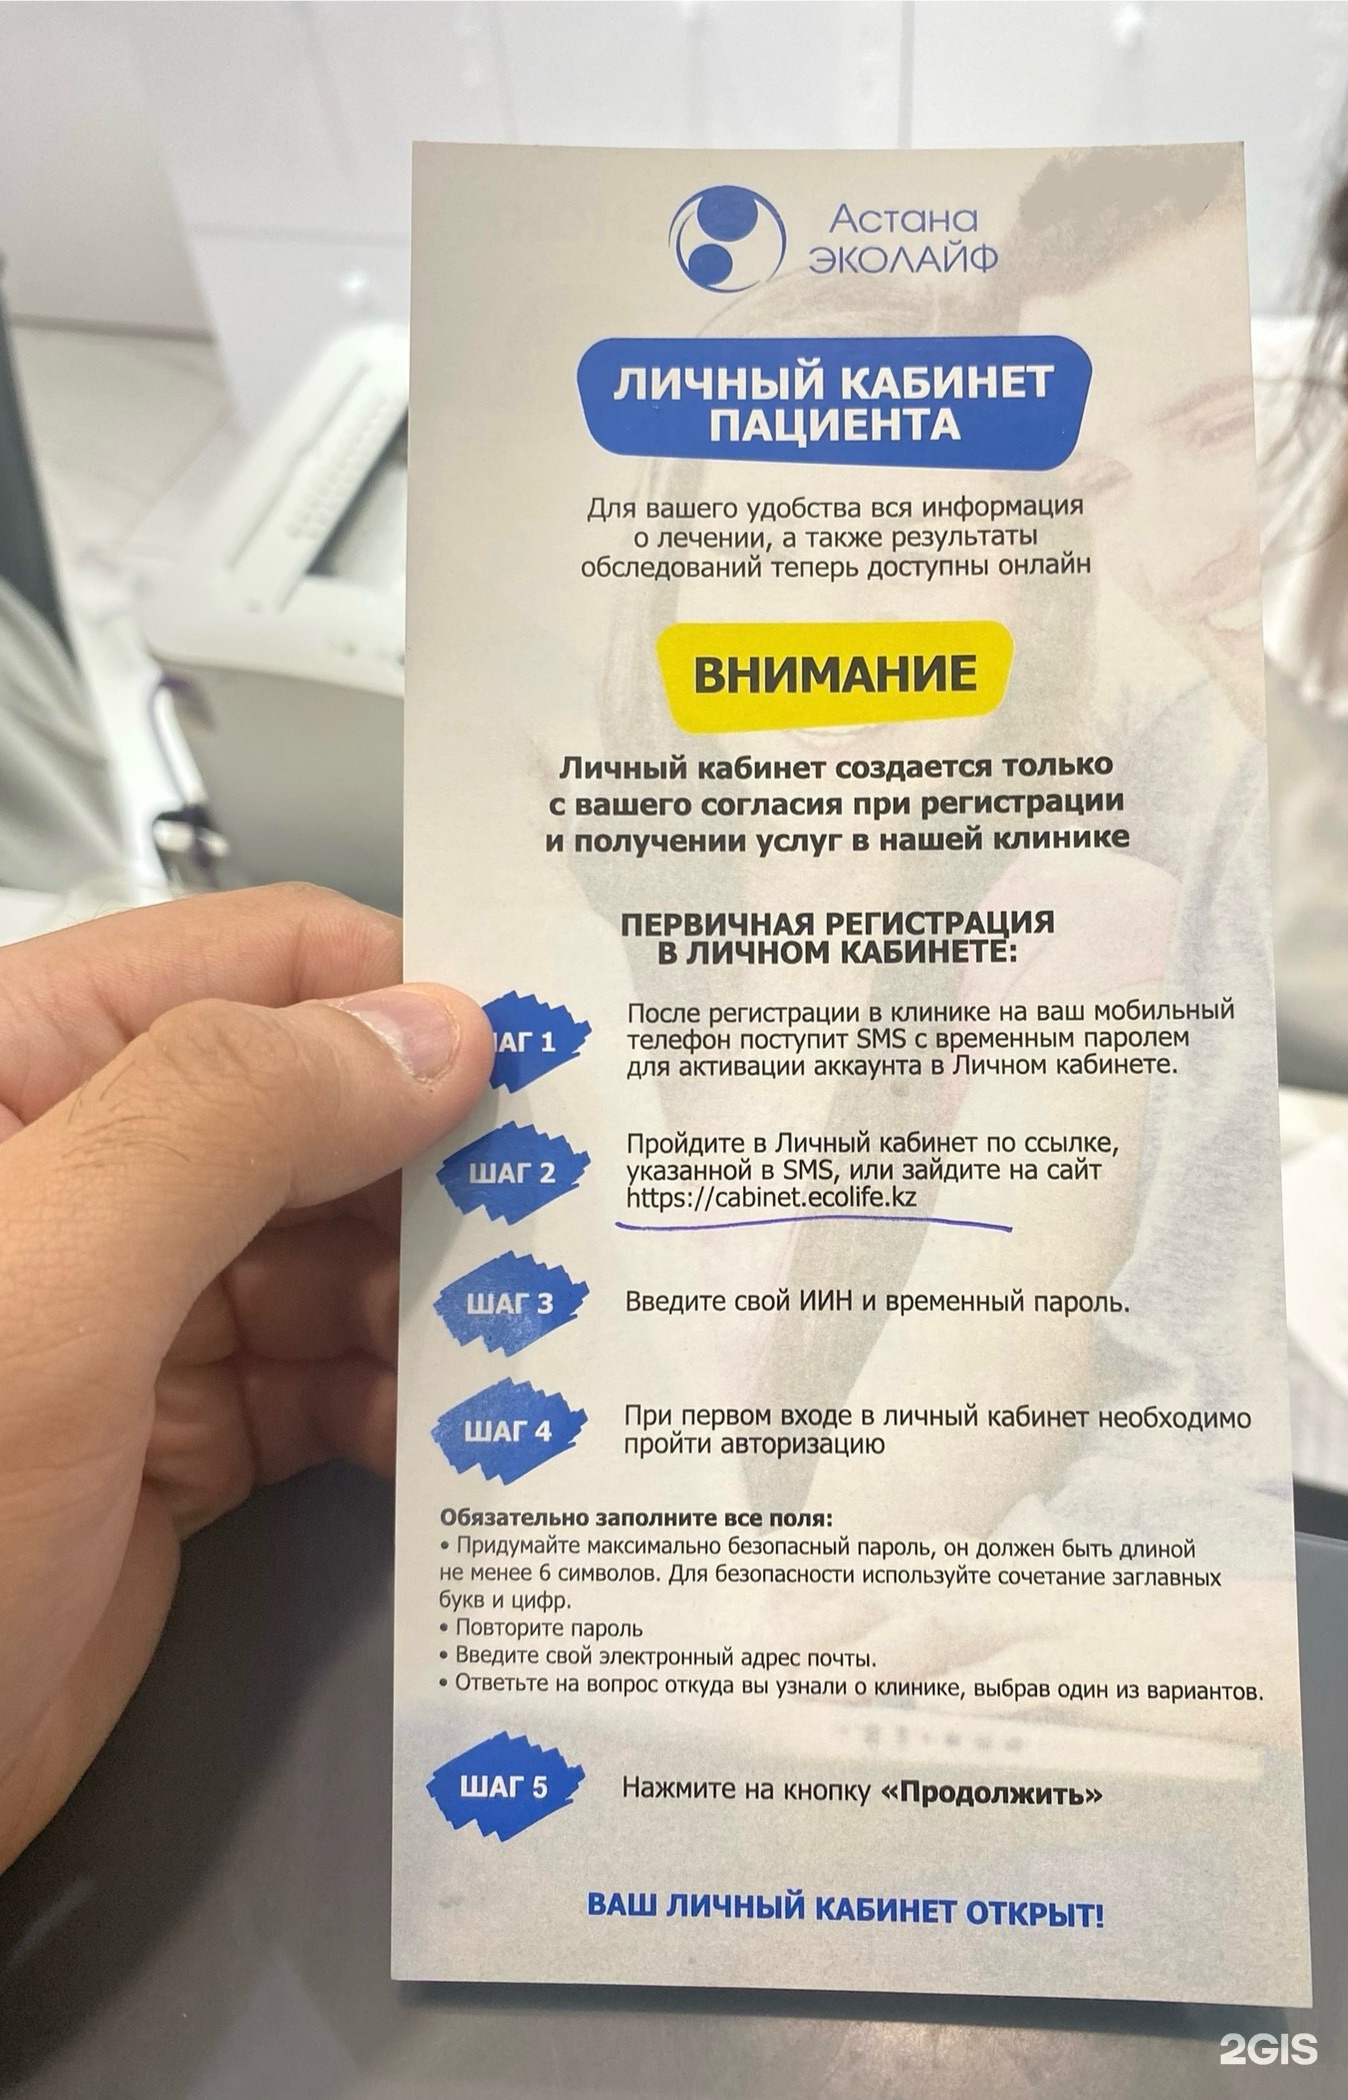 Астана
ЭКОЛАЙФ
ЛИЧНЫЙ КАБИНЕТ
ПАЦИЕНТА
Для вашего удобства вся информация
о лечении, а также результаты
обследований теперь доступны онлайн
ВНИМАНИЕ
Личный кабинет создается только
с вашего согласия при регистрации
и получении услуг в нашей клинике
ПЕРВИЧНАЯ РЕГИСТРАЦИЯ
В ЛИЧНОМ КАБИНЕТЕ:
АГ 1
После регистрации в клинике на ваш мобильный
телефон поступит SMS с временным паролем
для активации аккаунта в Личном кабинете.
ШАГ 2
Пройдите в Личный кабинет по ссылке,
указанной в SMS, или зайдите на сайт
https://cabinet.ecolife.kz
ШАГ 3
Введите свой ИИН и временный пароль.
ШАГ 4
При первом входе в личный кабинет необходимо
пройти авторизацию
Обязательно заполните все поля:
• Придумайте максимально безопасный пароль, он должен быть длиной
не менее 6 символов. Для безопасности используйте сочетание заглавных
букв и цифр.
• Повторите пароль
• Введите свой электронный адрес почты.
• Ответьте на вопрос откуда вы узнали о клинике, выбрав один из вариантов.
ШАГ 5
Нажмите на кнопку «Продолжить»
ВАШ ЛИЧНЫЙ КАБИНЕТ ОТКРЫТ!
2GIS